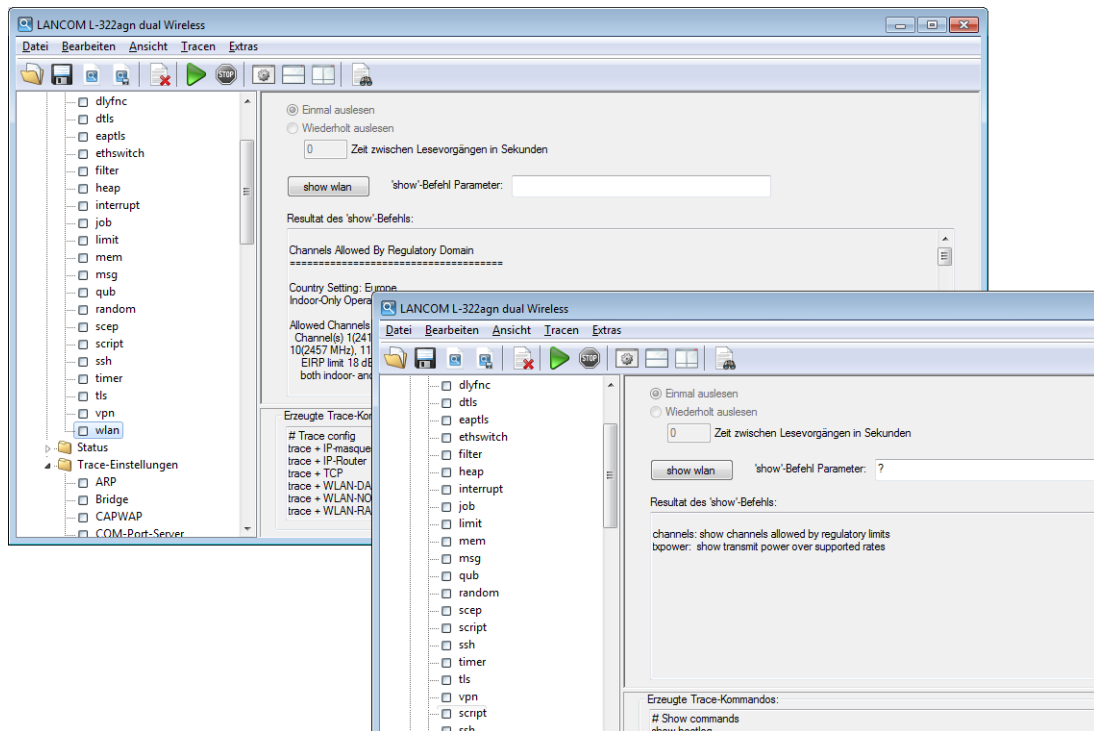 LANCOM L-322agn dual Wireless
Datei Bearbeiten Ansicht Tracen Extras
STOP
dlyfnc
dtls
eaptls
ethswitch
filter
heap
interrupt
job
limit
mem
msg
qub
random
scep
script
ssh
timer
tls
vpn
wlan
Status
Trace-Einstellungen
ARP
Bridge
CAPWAP
COM-Port-Server
Einmal auslesen
Wiederholt auslesen
0 Zeit zwischen Lesevorgängen in Sekunden
show wlan 'show'-Befehl Parameter:
Resultat des 'show'-Befehls:
Channels Allowed By Regulatory Domain
=====================================
Country Setting: Europe
Indoor-Only Opera
Allowed Channels
Channel(s) 1(241
10(2457 MHz), 11
EIRP limit 18 dB
both indoor- and
Erzeugte Trace-Kor
# Trace config
trace + IP-masque
trace + IP-Router
trace + TCP
trace + WLAN-DA
trace + WLAN-NO
trace + WLAN-RA
LANCOM L-322agn dual Wireless
Datei Bearbeiten Ansicht Tracen Extras
STOP
dlyfnc
dtls
eaptls
ethswitch
filter
heap
interrupt
job
limit
mem
msg
qub
random
scep
script
ssh
timer
tls
vpn
script
ssh
Einmal auslesen
Wiederholt auslesen
0 Zeit zwischen Lesevorgängen in Sekunden
show wlan 'show'-Befehl Parameter: ?
Resultat des 'show'-Befehls:
channels: show channels allowed by regulatory limits
txpower: show transmit power over supported rates
Erzeugte Trace-Kommandos:
# Show commands
show bootlog